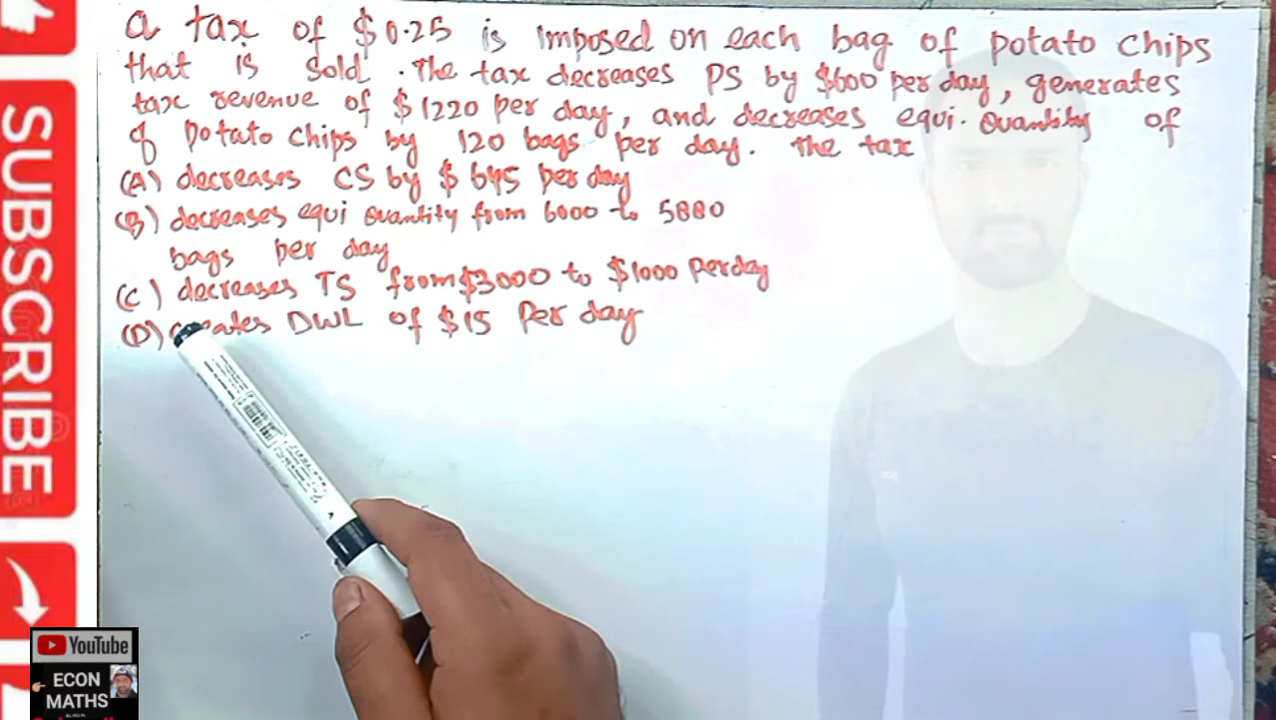 a tax of $0.25 is imposed on each bag of potato chips
that is sold. The tax decreases PS by $600 per day, generates
tax revenue of $1220 per day, and decreases equi. Quantity of
of potato chips by 120 bags per day. The tax
(A) decreases CS by $645 per day
(B) decreases equi Quantity from 6000 to 5880
bags per day
(C) decreases TS from $3000 to $1000 Per day
(D) creates DWL of $15 Per day
SUBSCRIBE
YouTube
ECON
MATHS